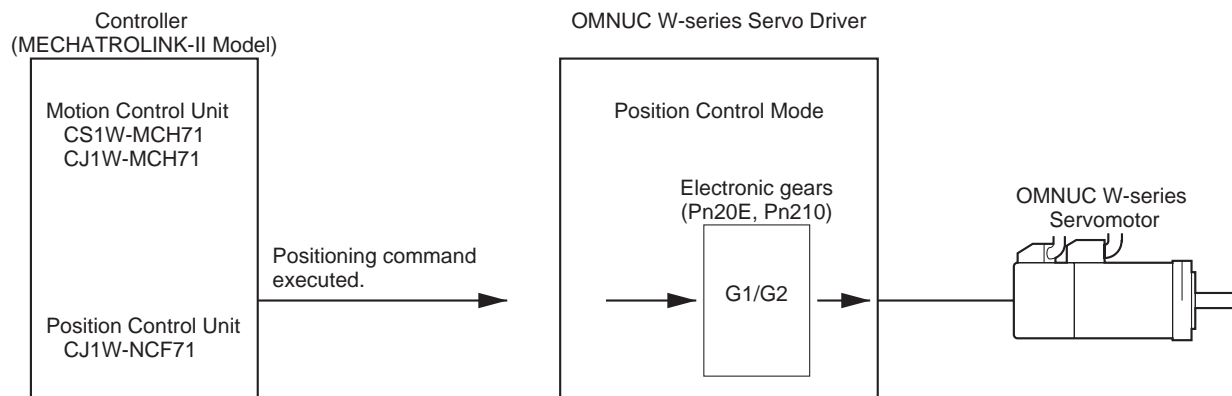 Controller
(MECHATROLINK-II Model)
Motion Control Unit
CS1W-MCH71
CJ1W-MCH71
Position Control Unit
CJ1W-NCF71
Positioning command
executed.
OMNUC W-series Servo Driver
Position Control Mode
Electronic gears
(Pn20E, Pn210)
G1/G2
OMNUC W-series
Servomotor